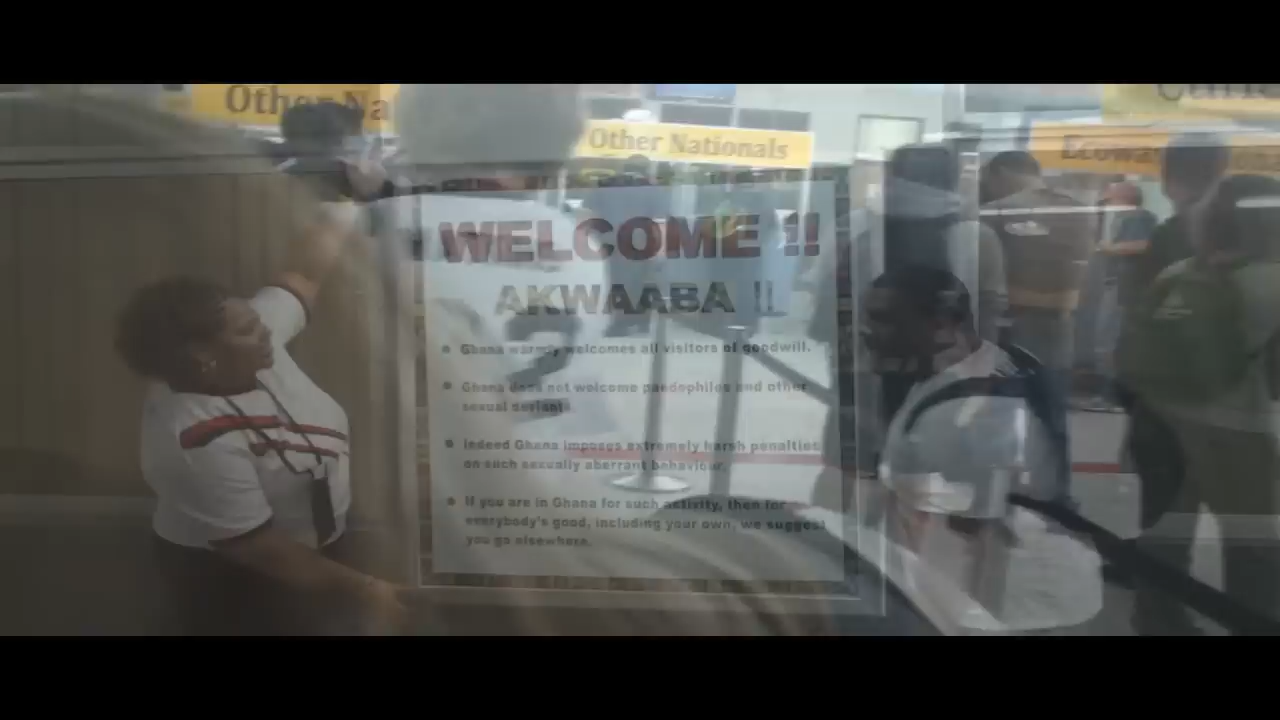 Other Na
Other Nationals
WELCOME !!
AKWAABA !!
• Ghana warmly welcomes all visitors of goodwill.
• Ghana does not welcome paedophiles and other
sexual deviants
• Indeed Ghana imposes extremely harsh penalties
on such sexually aberrant behaviour.
• If you are in Ghana for such activity, then for
everybody's good, including your own, we suggest
you go elsewhere.